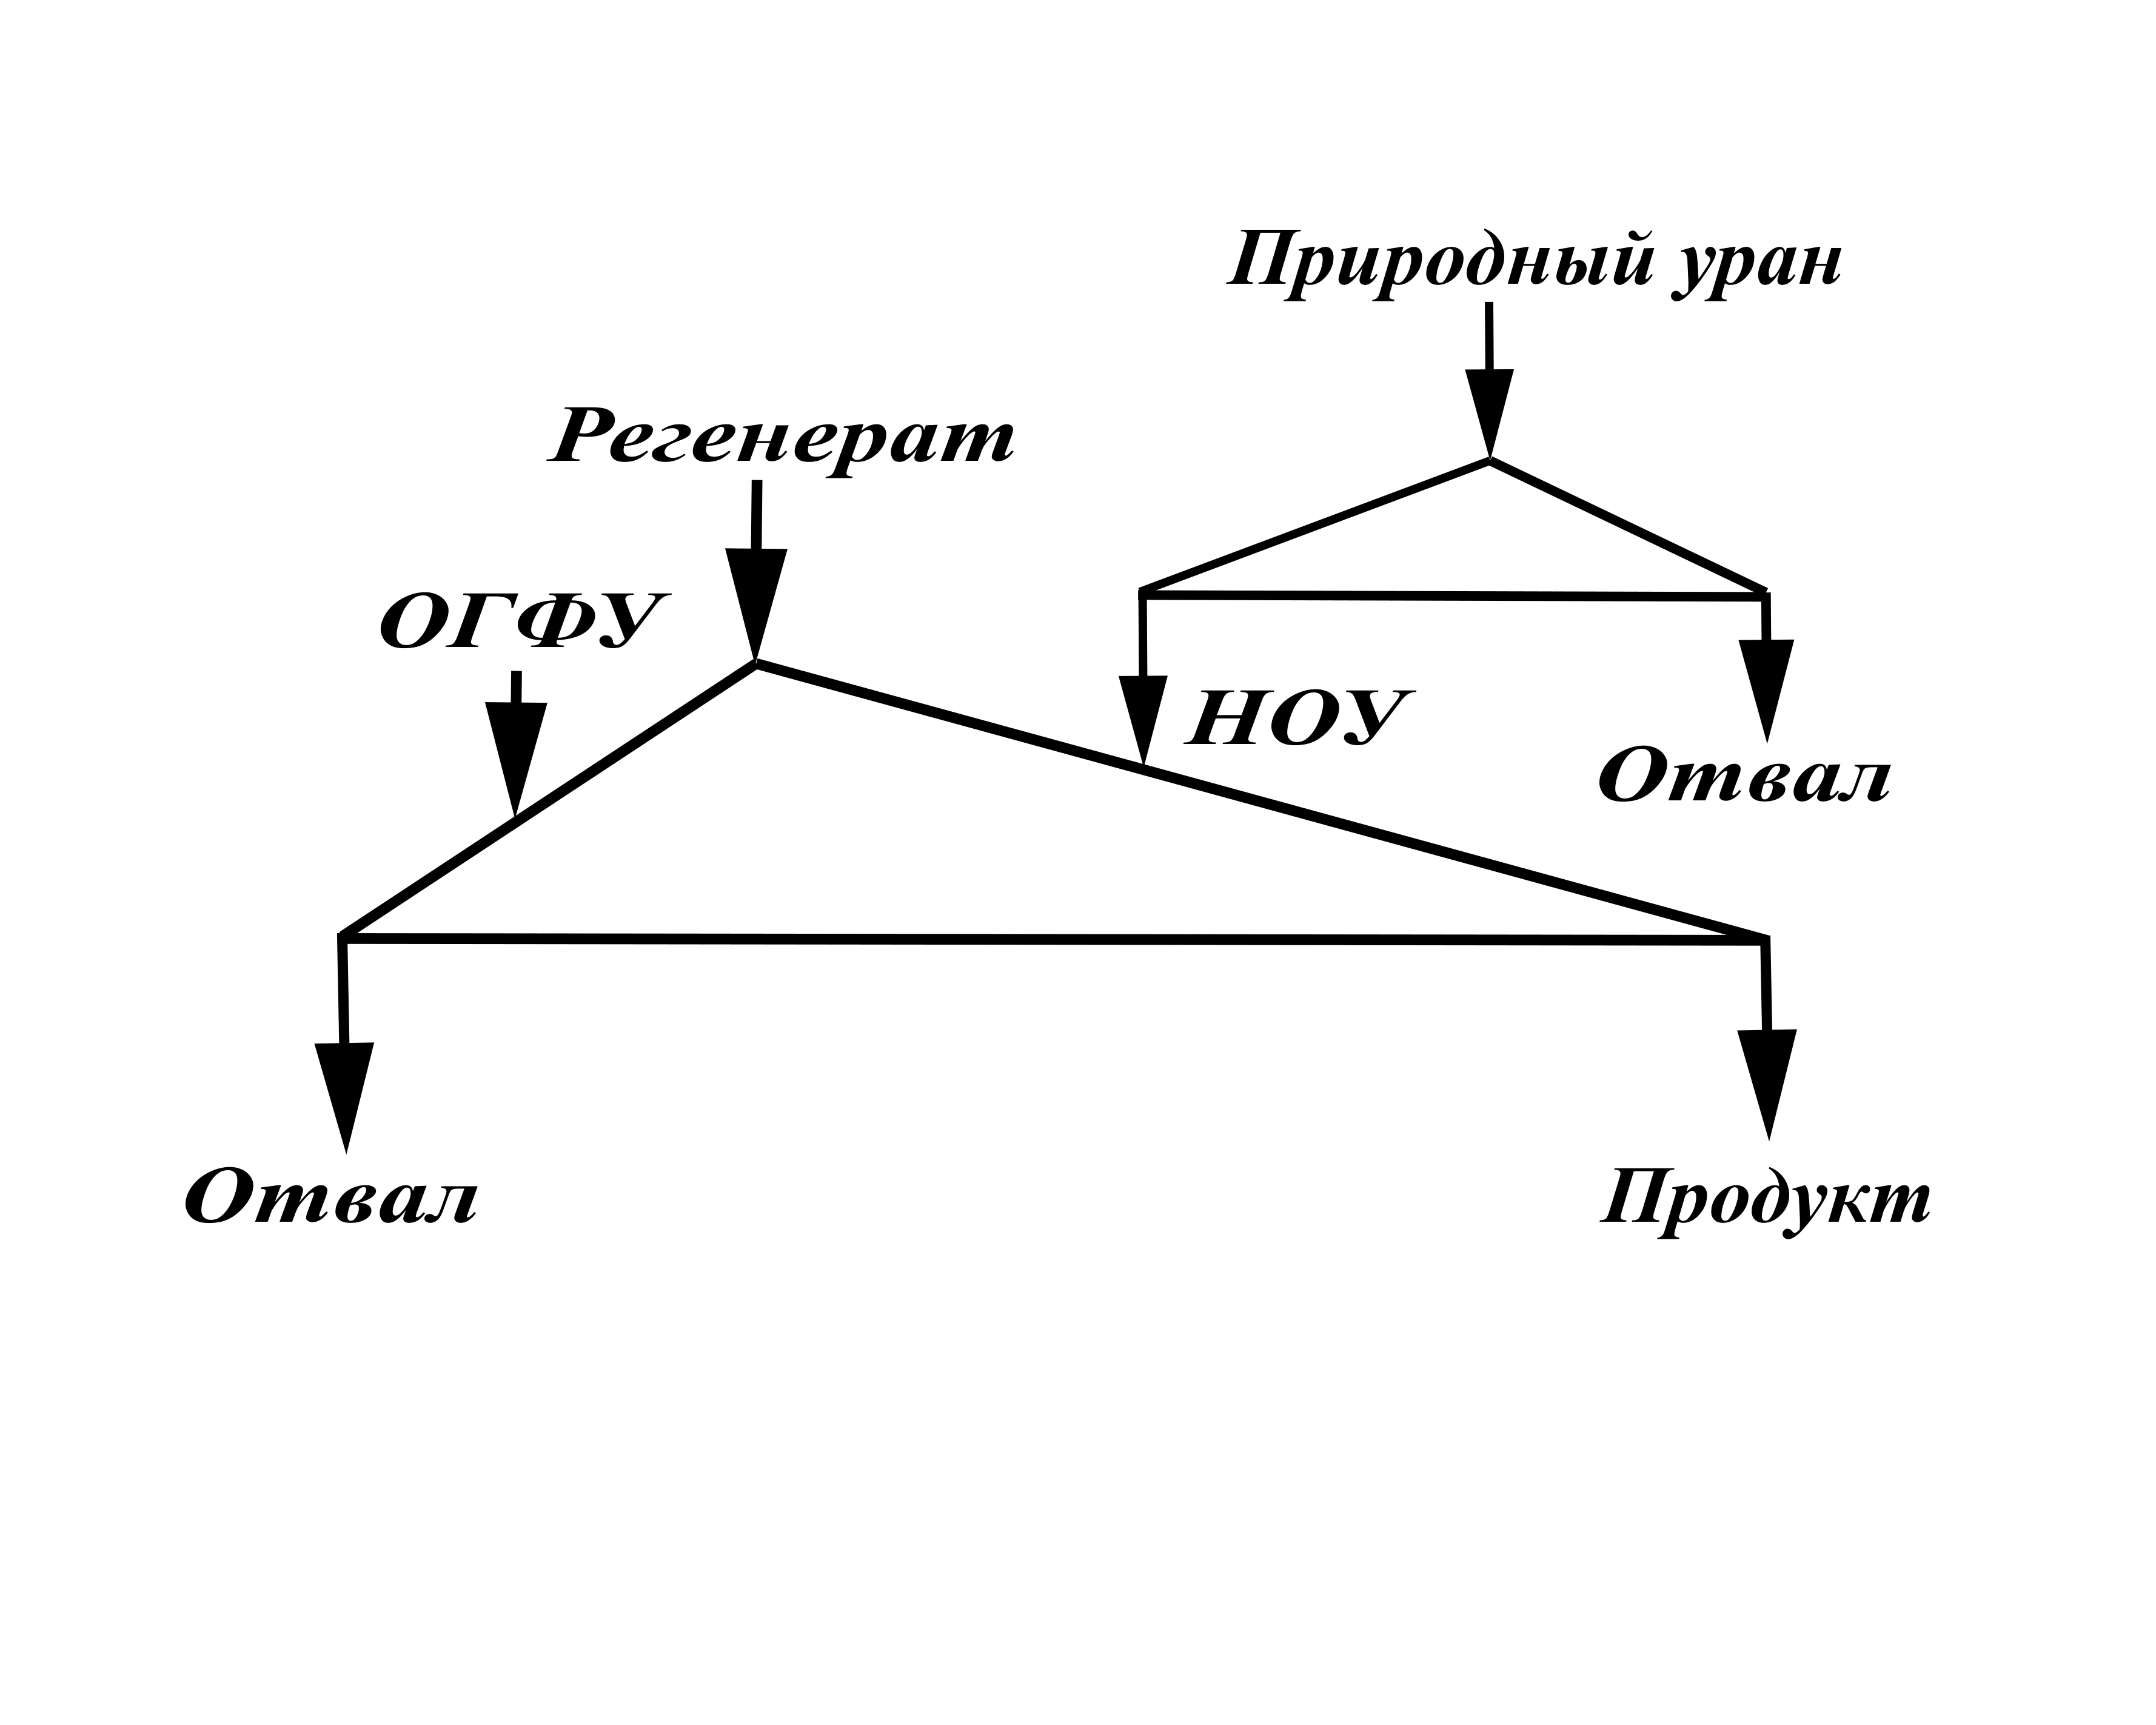 Природный уран
Регенерат
ОГФУ
НОУ
Отвал
Отвал
Продукт